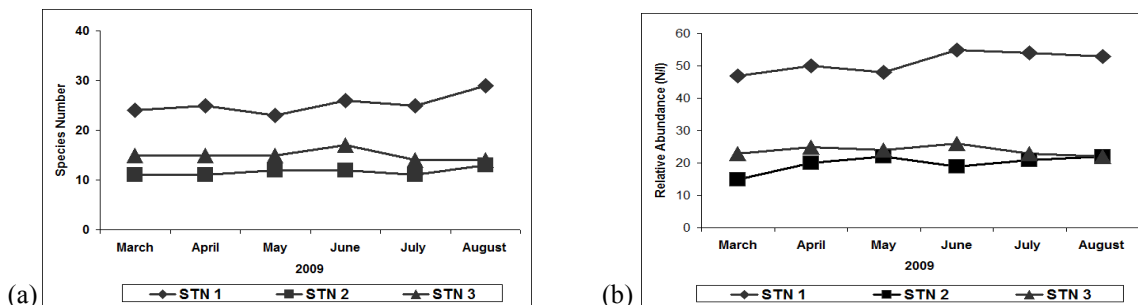 40
30
20
10
0
Species Number
March April May June July August
2009
STN 1 STN 2 STN 3
(a)
60
50
40
30
20
10
0
Relative Abundance (N/l)
March April May June July August
2009
STN 1 STN 2 STN 3
(b)